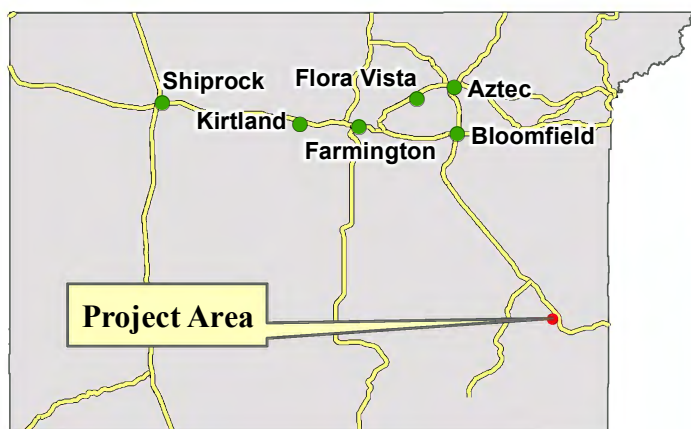 Shiprock
Flora Vista
Aztec
Kirtland
Farmington
Bloomfield
Project Area